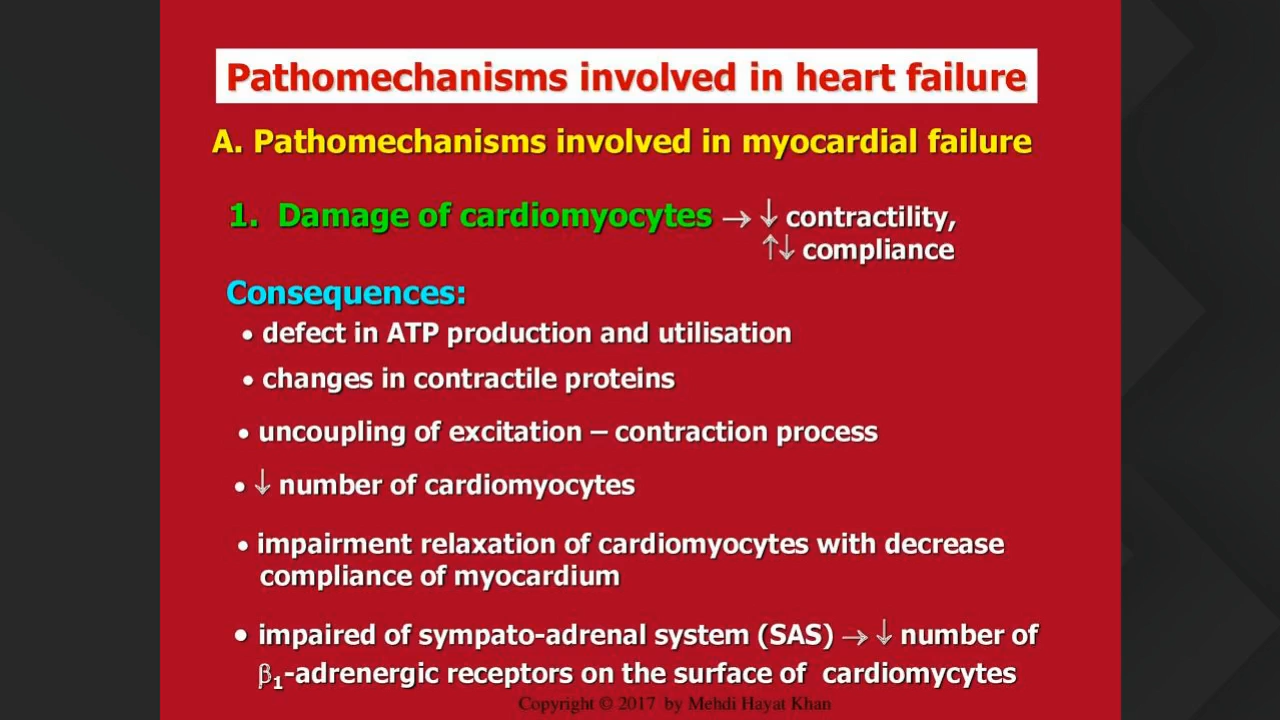 Pathomechanisms involved in heart failure
A. Pathomechanisms involved in myocardial failure
1. Damage of cardiomyocytes → ↓ contractility,
↑↓ compliance
Consequences:
• defect in ATP production and utilisation
• changes in contractile proteins
• uncoupling of excitation – contraction process
• ↓ number of cardiomyocytes
• impairment relaxation of cardiomyocytes with decrease
compliance of myocardium
• impaired of sympato-adrenal system (SAS) → ↓ number of
β₁-adrenergic receptors on the surface of cardiomycytes
Copyright © 2017 by Mehdi Hayat Khan